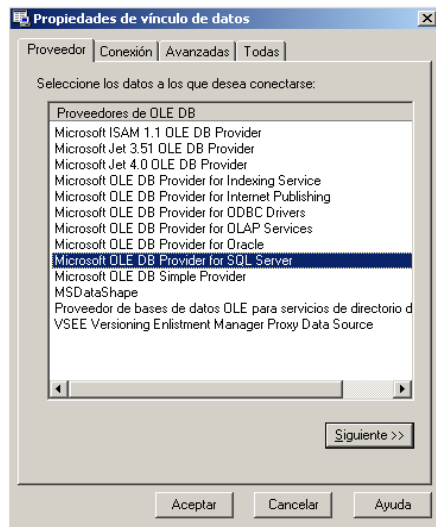 Propiedades de vínculo de datos
Proveedor Conexión Avanzadas Todas
Seleccione los datos a los que desea conectarse:
Proveedores de OLE DB
Microsoft ISAM 1.1 OLE DB Provider
Microsoft Jet 3.51 OLE DB Provider
Microsoft Jet 4.0 OLE DB Provider
Microsoft OLE DB Provider for Indexing Service
Microsoft OLE DB Provider for Internet Publishing
Microsoft OLE DB Provider for ODBC Drivers
Microsoft OLE DB Provider for OLAP Services
Microsoft OLE DB Provider for Oracle
Microsoft OLE DB Provider for SQL Server
Microsoft OLE DB Simple Provider
MSDataShape
Proveedor de bases de datos OLE para servicios de directorio d
VSEE Versioning Enlistment Manager Proxy Data Source
Siguiente >>
Aceptar Cancelar Ayuda